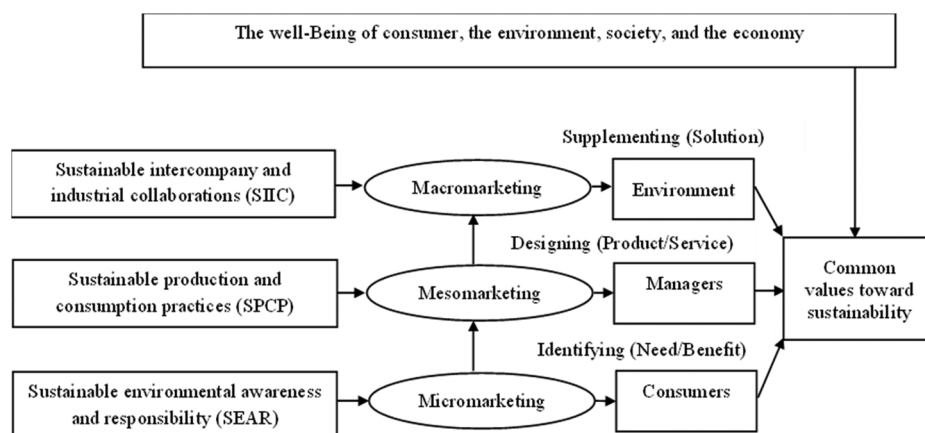 The well-Being of consumer, the environment, society, and the economy
Supplementing (Solution)
Sustainable intercompany and
industrial collaborations (SIIC)
Macromarketing
Environment
Designing (Product/Service)
Sustainable production and
consumption practices (SPCP)
Mesomarketing
Managers
Common
values toward
sustainability
Identifying (Need/Benefit)
Sustainable environmental awareness
and responsibility (SEAR)
Micromarketing
Consumers